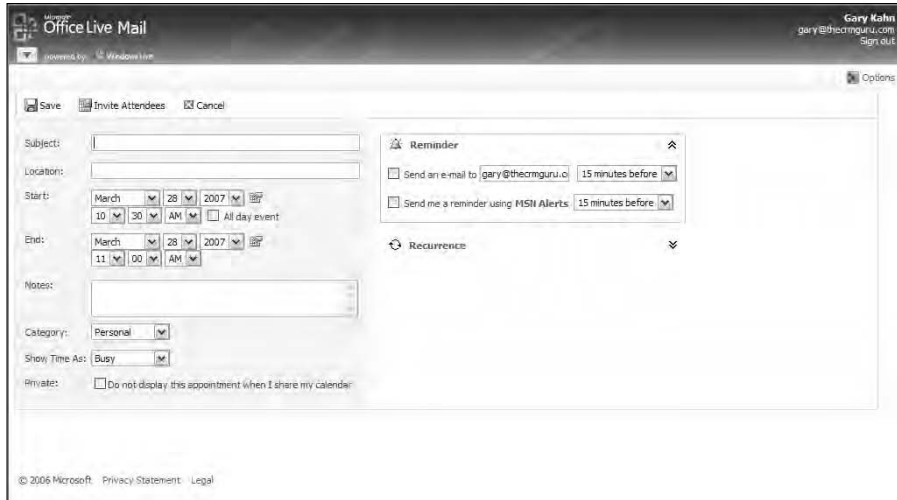 Microsoft
Office Live Mail
powered by Windows Live
Gary Kahn
gary@thecrmguru.com
Sign out
Options
Save Invite Attendees Cancel
Subject:
Location:
Start: March 28 2007
10 30 AM All day event
End: March 28 2007
11 00 AM
Notes:
Category: Personal
Show Time As: Busy
Private: Do not display this appointment when I share my calendar
Reminder
Send an e-mail to gary@thecrmguru.co 15 minutes before
Send me a reminder using MSN Alerts 15 minutes before
Recurrence
© 2006 Microsoft Privacy Statement Legal